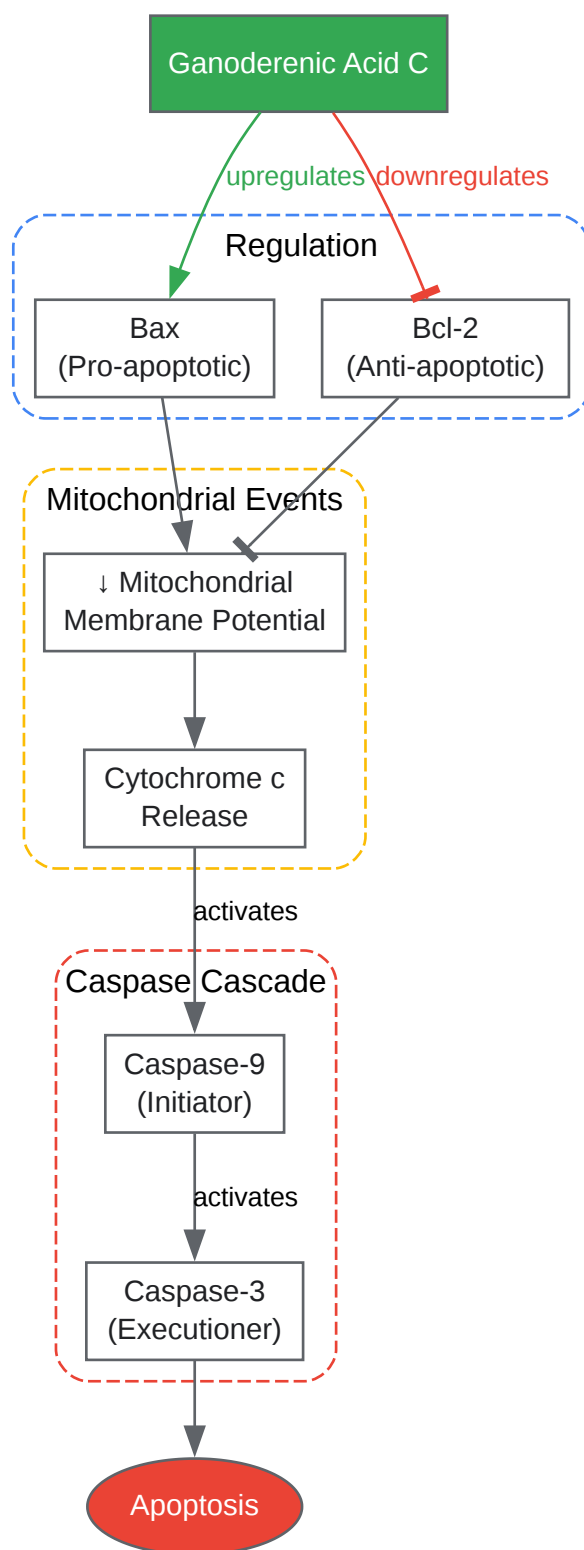 Ganoderenic Acid C
upregulates
downregulates
Regulation
Bax
(Pro-apoptotic)
Bcl-2
(Anti-apoptotic)
Mitochondrial Events
↓ Mitochondrial
Membrane Potential
Cytochrome c
Release
activates
Caspase Cascade
Caspase-9
(Initiator)
activates
Caspase-3
(Executioner)
Apoptosis